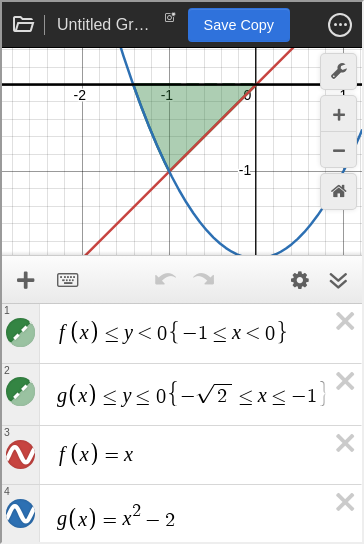 Untitled Gr...
Save Copy
-2
-1
0
1
-1
1
f(x) ≤ y < 0{-1 ≤ x < 0}
2
g(x) ≤ y ≤ 0{-√2 ≤ x ≤ -1}
3
f(x) = x
4
g(x) = x² - 2